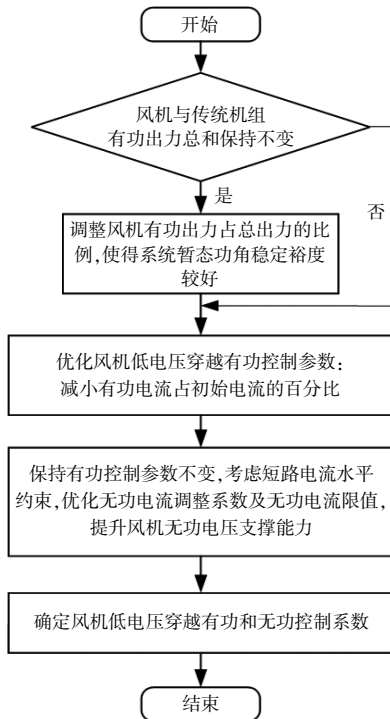 开始
风机与传统机组
有功出力总和保持不变
是
否
调整风机有功出力占总出力的比
例,使得系统暂态功角稳定裕度
较好
优化风机低电压穿越有功控制参数:
减小有功电流占初始电流的百分比
保持有功控制参数不变,考虑短路电流水平
约束,优化无功电流调整系数及无功电流限值,
提升风机无功电压支撑能力
确定风机低电压穿越有功和无功控制系数
结束